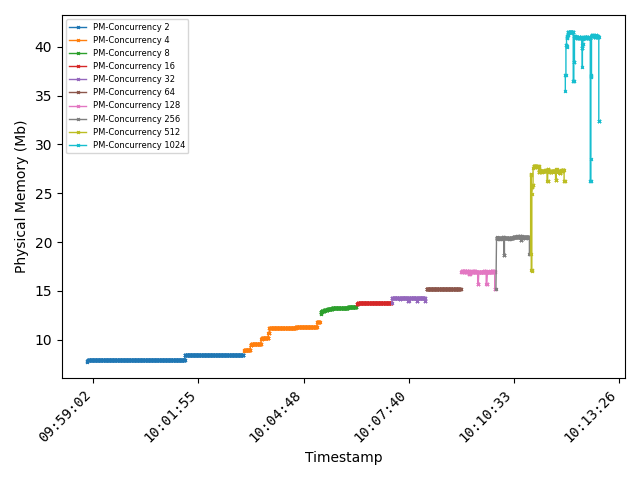 PM-Concurrency 2
PM-Concurrency 4
PM-Concurrency 8
PM-Concurrency 16
PM-Concurrency 32
PM-Concurrency 64
PM-Concurrency 128
PM-Concurrency 256
PM-Concurrency 512
PM-Concurrency 1024
Physical Memory (Mb)
40
35
30
25
20
15
10
09:59:02
10:01:55
10:04:48
10:07:40
10:10:33
10:13:26
Timestamp